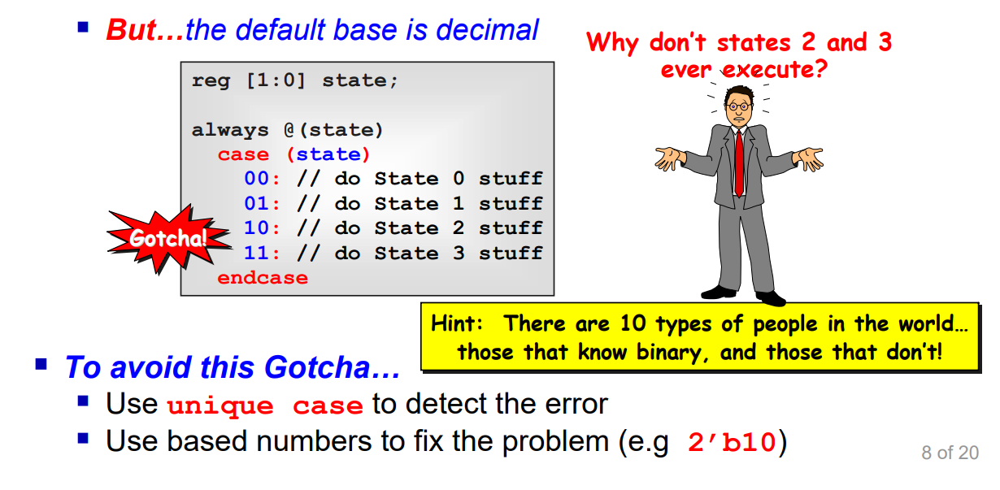 But…the default base is decimal
Why don't states 2 and 3
ever execute?
reg [1:0] state;
always @(state)
case (state)
00: // do State 0 stuff
01: // do State 1 stuff
10: // do State 2 stuff
11: // do State 3 stuff
endcase
Gotcha!
Hint: There are 10 types of people in the world…
those that know binary, and those that don't!
To avoid this Gotcha…
Use unique case to detect the error
Use based numbers to fix the problem (e.g 2’b10)
8 of 20